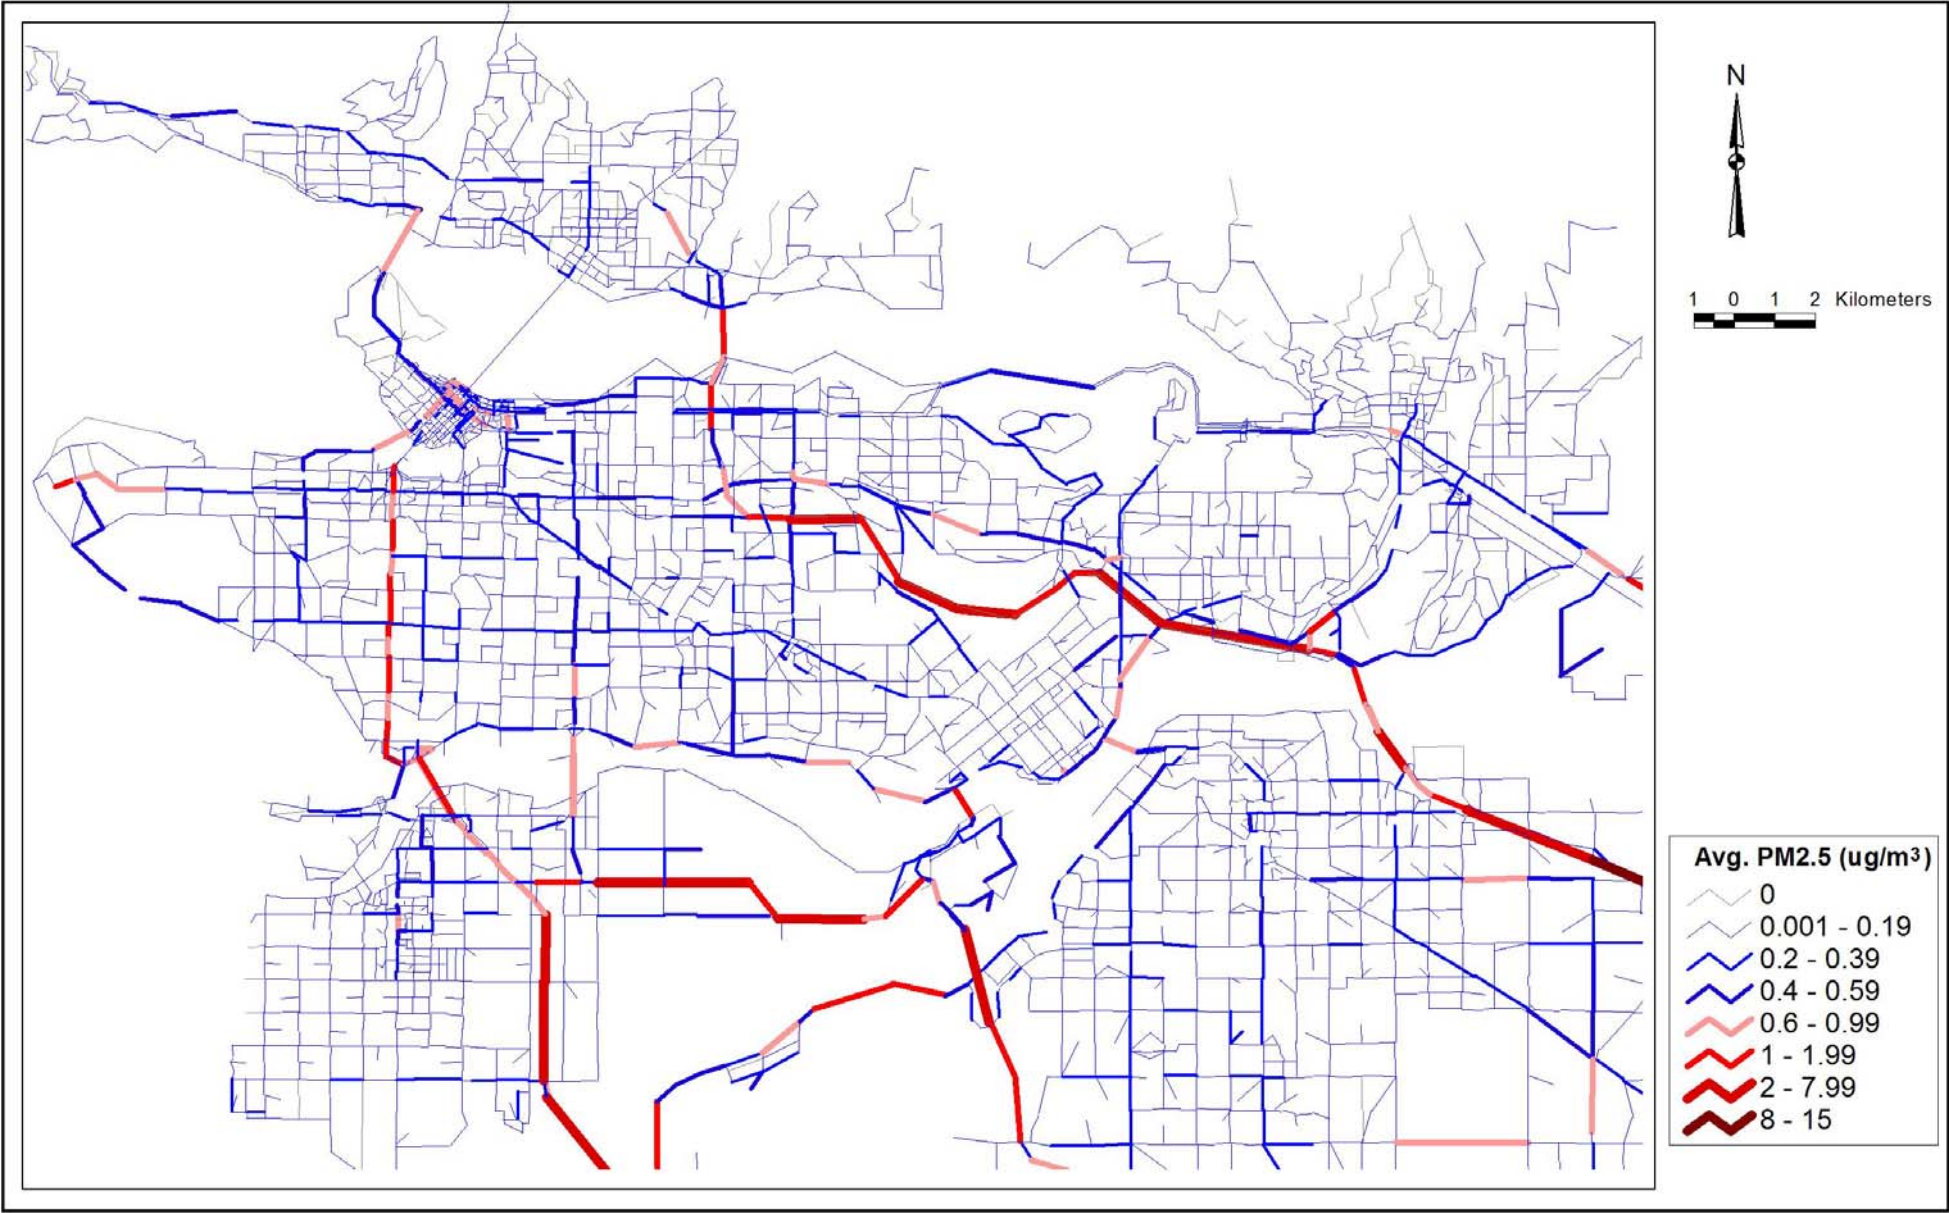 N
1 0 1 2 Kilometers
Avg. PM2.5 (ug/m³)
0
0.001 - 0.19
0.2 - 0.39
0.4 - 0.59
0.6 - 0.99
1 - 1.99
2 - 7.99
8 - 15